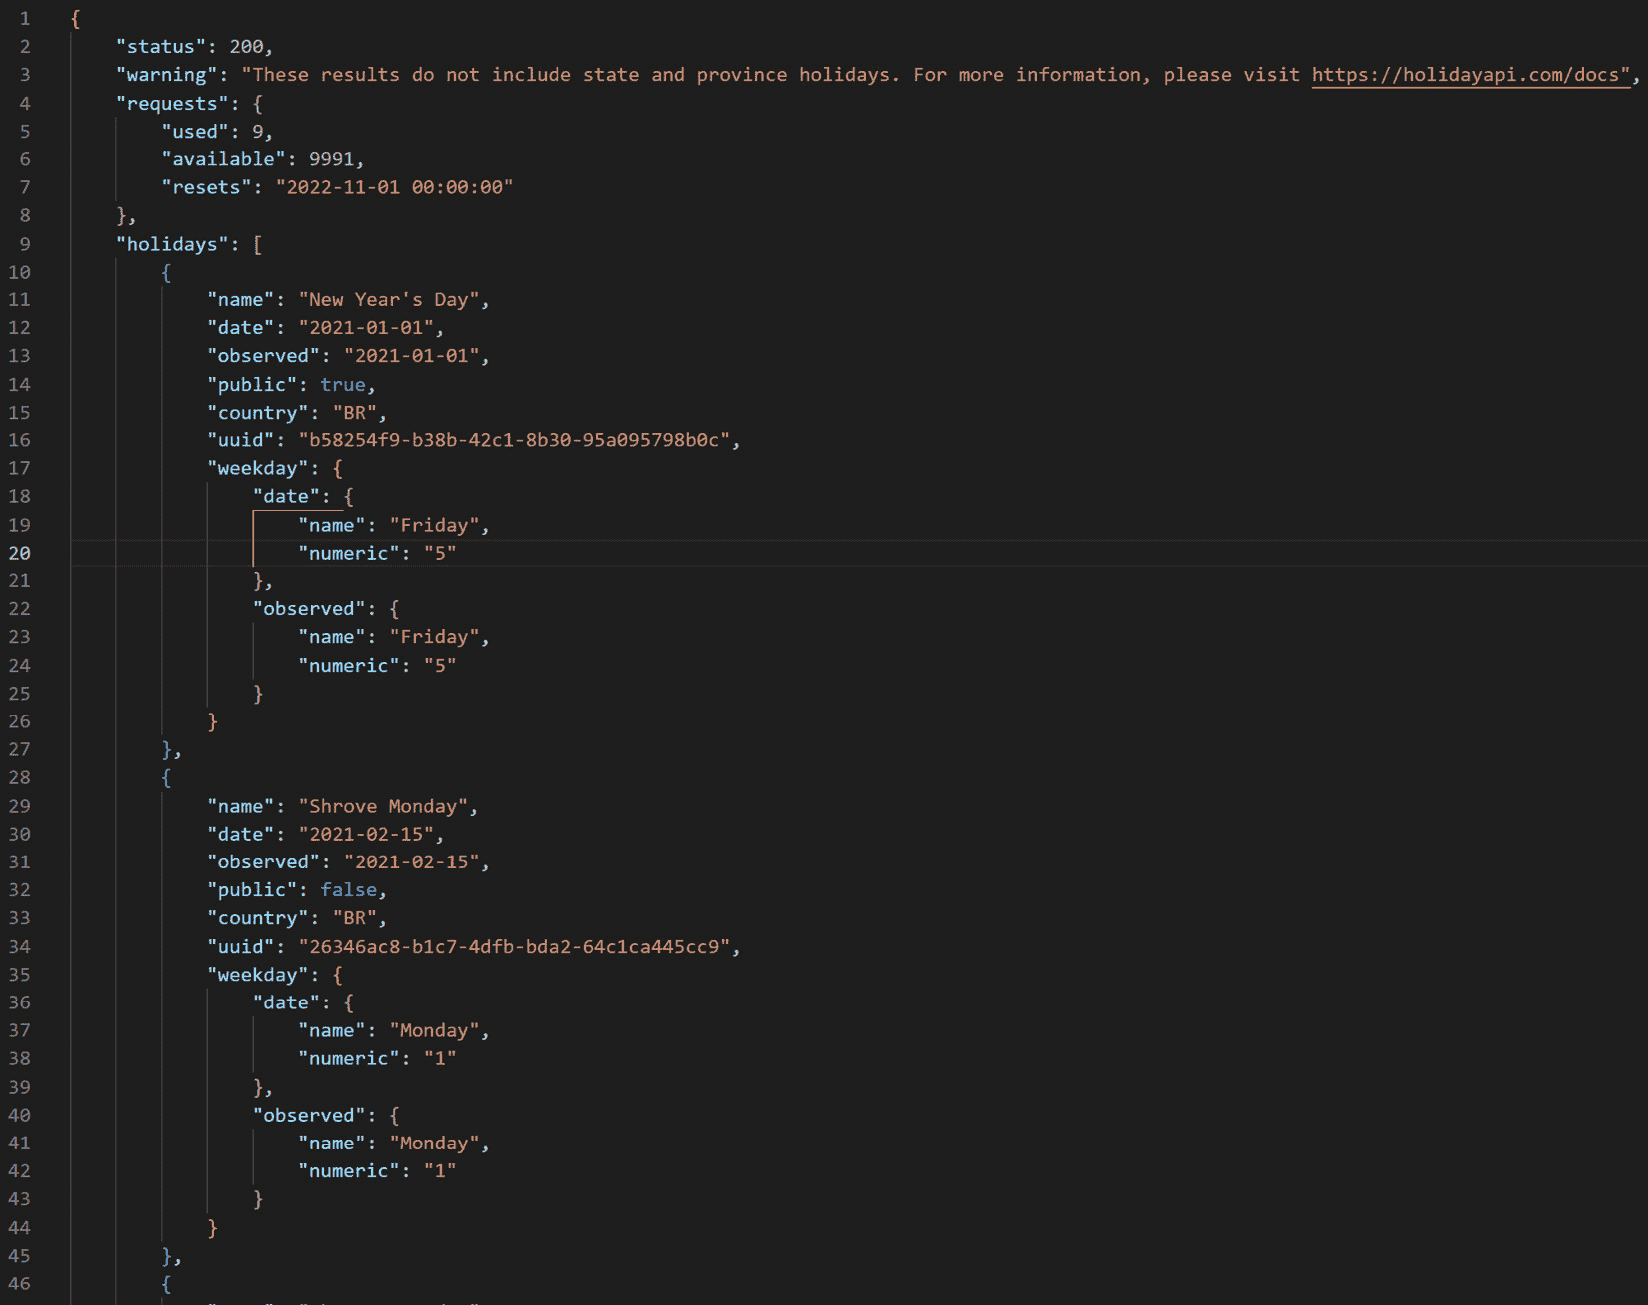 1 {
2 "status": 200,
3 "warning": "These results do not include state and province holidays. For more information, please visit https://holidayapi.com/docs",
4 "requests": {
5 "used": 9,
6 "available": 9991,
7 "resets": "2022-11-01 00:00:00"
8 },
9 "holidays": [
10 {
11 "name": "New Year's Day",
12 "date": "2021-01-01",
13 "observed": "2021-01-01",
14 "public": true,
15 "country": "BR",
16 "uuid": "b58254f9-b38b-42c1-8b30-95a095798b0c",
17 "weekday": {
18 "date": {
19 "name": "Friday",
20 "numeric": "5"
21 },
22 "observed": {
23 "name": "Friday",
24 "numeric": "5"
25 }
26 }
27 },
28 {
29 "name": "Shrove Monday",
30 "date": "2021-02-15",
31 "observed": "2021-02-15",
32 "public": false,
33 "country": "BR",
34 "uuid": "26346ac8-b1c7-4dfb-bda2-64c1ca445cc9",
35 "weekday": {
36 "date": {
37 "name": "Monday",
38 "numeric": "1"
39 },
40 "observed": {
41 "name": "Monday",
42 "numeric": "1"
43 }
44 }
45 },
46 {